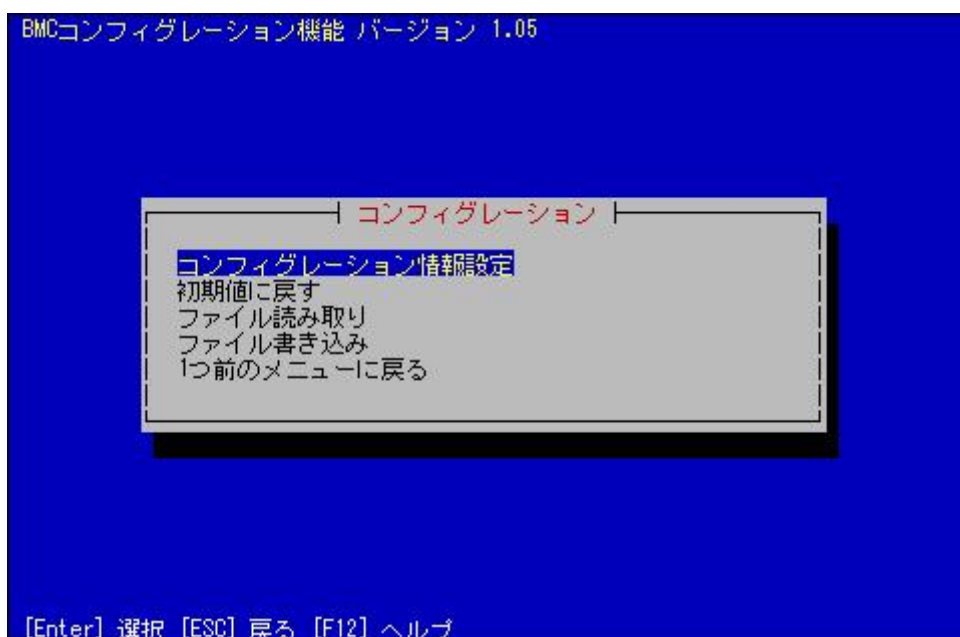 BMCコンフィグレーション機能 バージョン 1.05
コンフィグレーション
コンフィグレーション情報設定
初期値に戻す
ファイル読み取り
ファイル書き込み
1つ前のメニューに戻る
[Enter] 選択 [ESC] 戻る [F12] ヘルプ